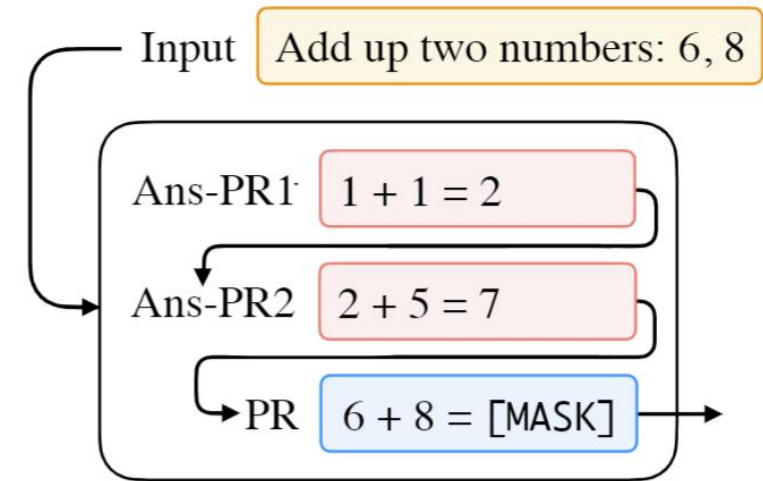 Input Add up two numbers: 6, 8
Ans-PR1 1 + 1 = 2
Ans-PR2 2 + 5 = 7
PR 6 + 8 = [MASK]